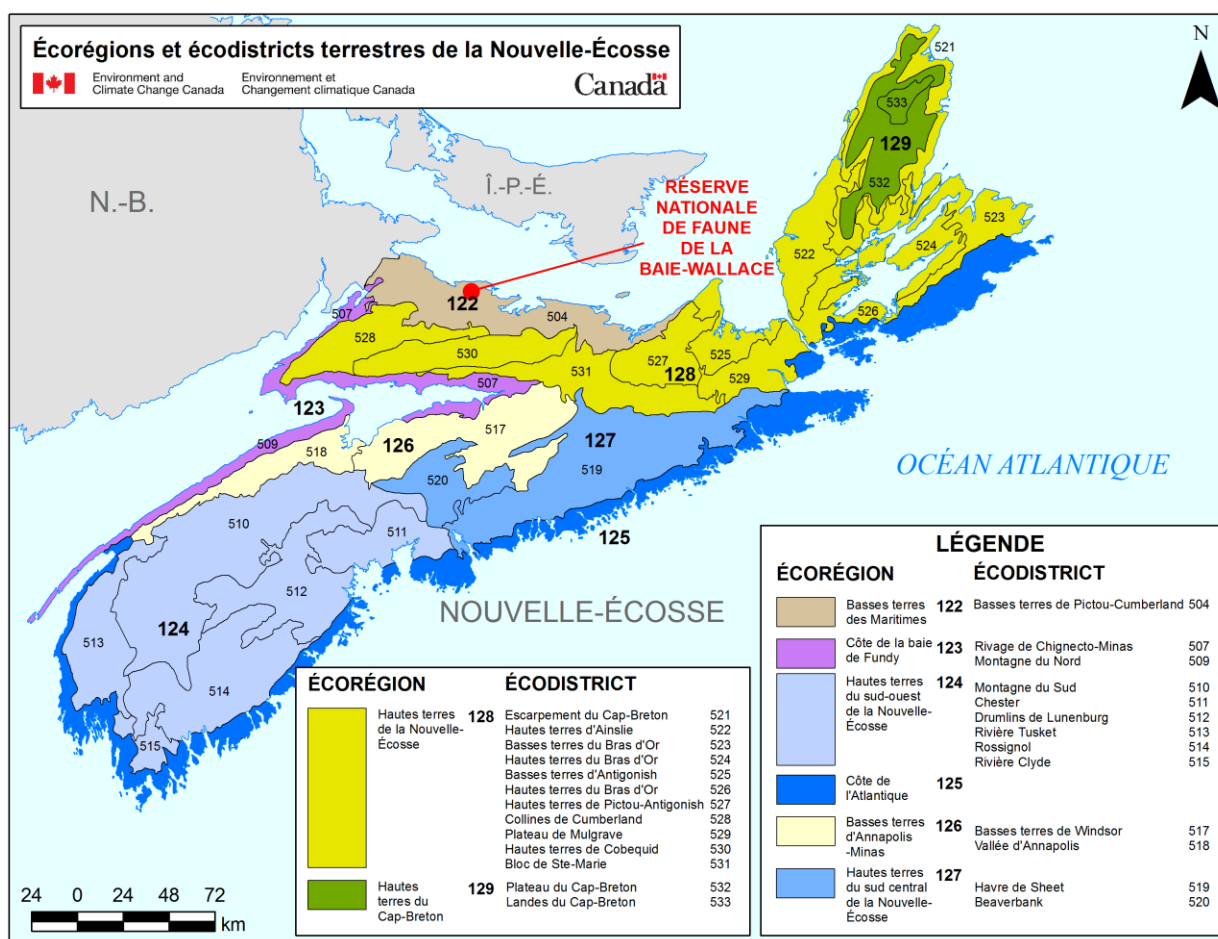 Écorégions et écodistricts terrestres de la Nouvelle-Écosse
Environment and Climate Change Canada
Environnement et Changement climatique Canada
Canada
N
N.-B.
Î.-P.-É.
RÉSERVE
NATIONALE
DE FAUNE
DE LA
BAIE-WALLACE
521
533
129
532
523
522
524
526
507
122
504
528
530
527
525
531
128
529
507
123
517
509
518
126
127
519
520
510
511
125
512
513
124
514
515
OCÉAN ATLANTIQUE
NOUVELLE-ÉCOSSE
ÉCORÉGION ÉCODISTRICT
Hautes terres de la Nouvelle-Écosse 128
Escarpement du Cap-Breton 521
Hautes terres d'Ainslie 522
Basses terres du Bras d'Or 523
Hautes terres du Bras d'Or 524
Basses terres d'Antigonish 525
Hautes terres du Bras d'Or 526
Hautes terres de Pictou-Antigonish 527
Collines de Cumberland 528
Plateau de Mulgrave 529
Hautes terres de Cobequid 530
Bloc de Ste-Marie 531
Hautes terres du Cap-Breton 129
Plateau du Cap-Breton 532
Landes du Cap-Breton 533
LÉGENDE
ÉCORÉGION ÉCODISTRICT
Basses terres des Maritimes 122
Basses terres de Pictou-Cumberland 504
Côte de la baie de Fundy 123
Rivage de Chignecto-Minas 507
Montagne du Nord 509
Hautes terres du sud-ouest de la Nouvelle-Écosse 124
Montagne du Sud 510
Chester 511
Drumlins de Lunenburg 512
Rivière Tusket 513
Rossignol 514
Rivière Clyde 515
Côte de l'Atlantique 125
Basses terres d'Annapolis -Minas 126
Basses terres de Windsor 517
Vallée d'Annapolis 518
Hautes terres du sud central de la Nouvelle-Écosse 127
Havre de Sheet 519
Beaverbank 520
24 0 24 48 72
km